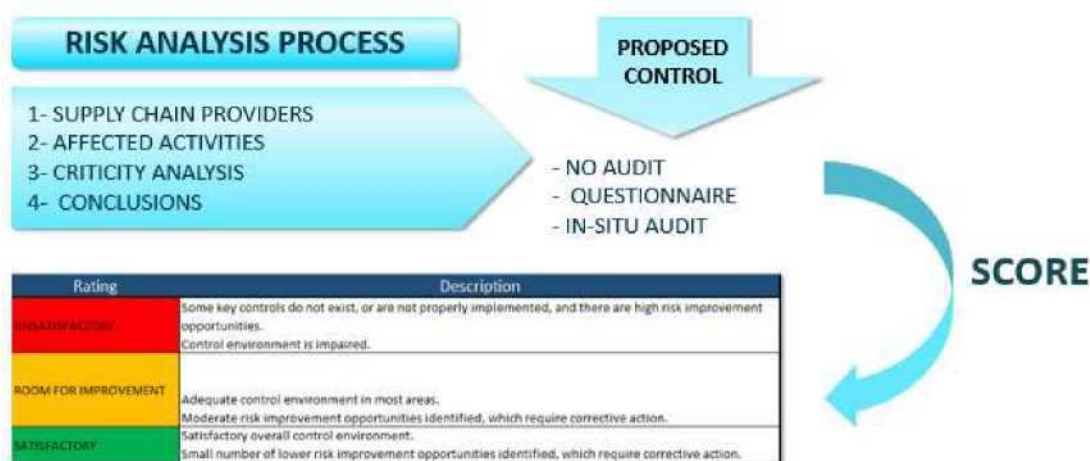 RISK ANALYSIS PROCESS
1- SUPPLY CHAIN PROVIDERS
2- AFFECTED ACTIVITIES
3- CRITICITY ANALYSIS
4- CONCLUSIONS
PROPOSED
CONTROL
- NO AUDIT
- QUESTIONNAIRE
- IN-SITU AUDIT
SCORE
Rating
Description
UNSATISFACTORY
Some key controls do not exist, or are not properly implemented, and there are high risk improvement
opportunities.
Control environment is impaired.
ROOM FOR IMPROVEMENT
Adequate control environment in most areas.
Moderate risk improvement opportunities identified, which require corrective action.
SATISFACTORY
Satisfactory overall control environment.
Small number of lower risk improvement opportunities identified, which require corrective action.